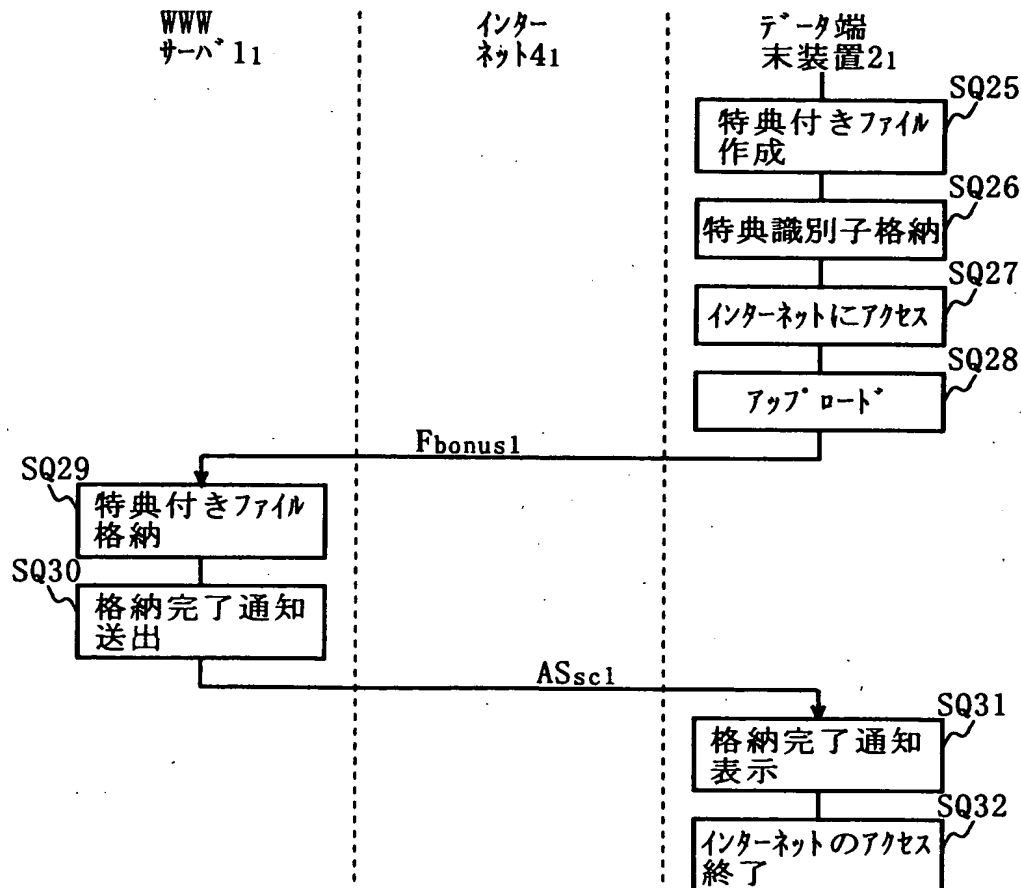 WWW
サーバ1₁
インター
ネット4₁
データ端
末装置2₁
SQ25
特典付きファイル
作成
SQ26
特典識別子格納
SQ27
インターネットにアクセス
SQ28
アップロード
Fbonus1
SQ29
特典付きファイル
格納
SQ30
格納完了通知
送出
ASsc1
SQ31
格納完了通知
表示
SQ32
インターネットのアクセス
終了